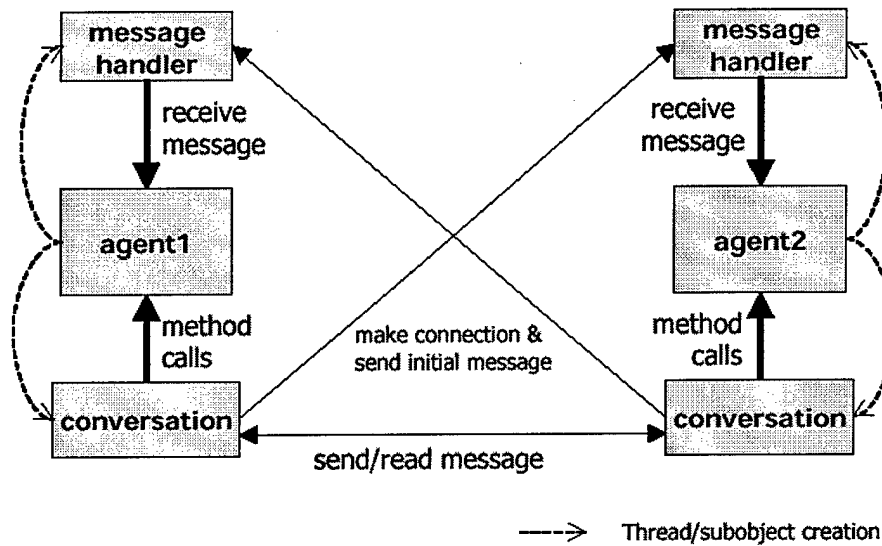 message
handler
message
handler
receive
message
receive
message
agent1
agent2
method
calls
make connection &
send initial message
method
calls
conversation
conversation
send/read message
Thread/subobject creation